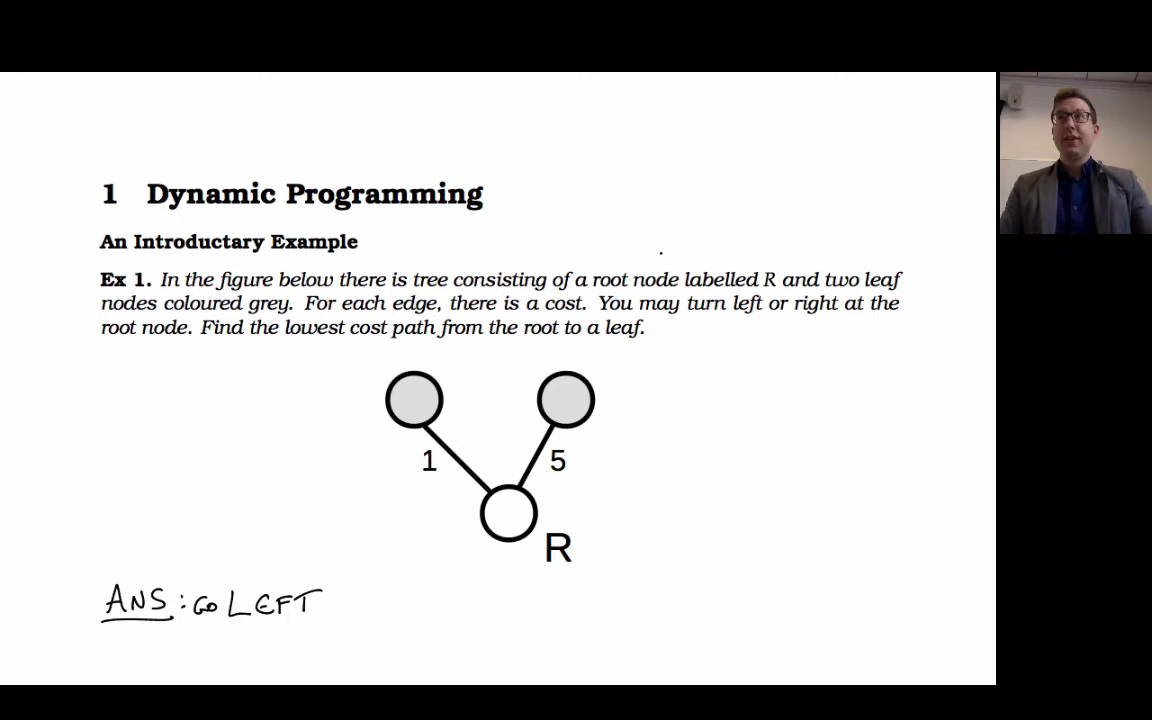 1 Dynamic Programming
An Introductary Example
Ex 1. In the figure below there is tree consisting of a root node labelled R and two leaf
nodes coloured grey. For each edge, there is a cost. You may turn left or right at the
root node. Find the lowest cost path from the root to a leaf.
1 5
R
ANS: GO LEFT